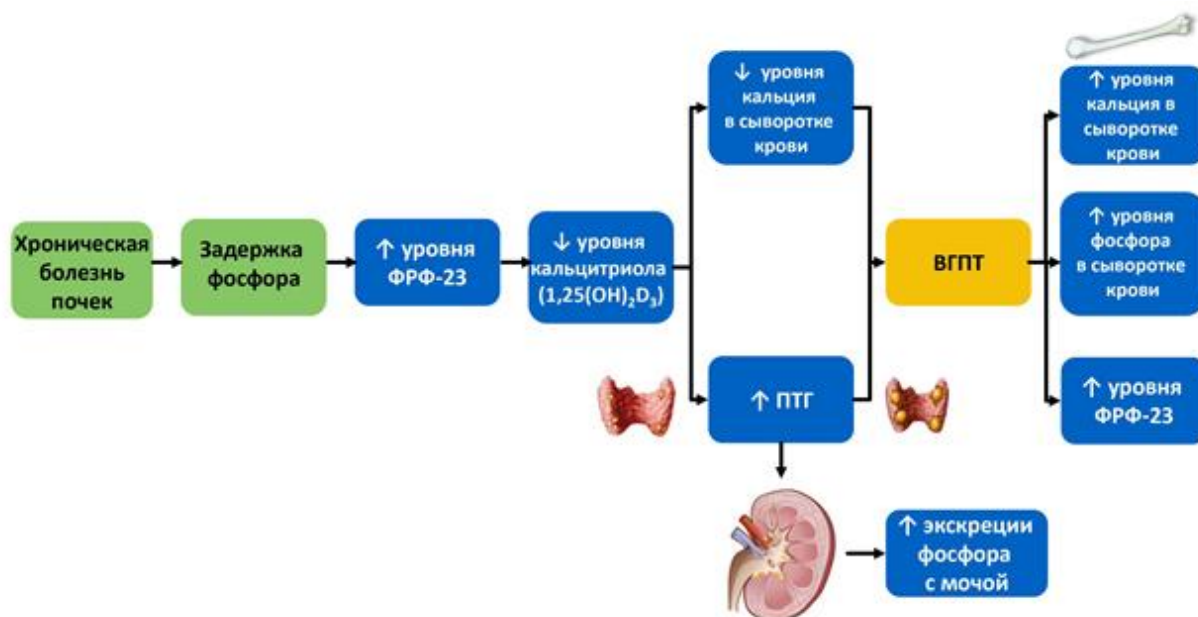 Хроническая
болезнь
почек
Задержка
фосфора
↑ уровня
ФРФ-23
↓ уровня
кальцитриола
(1,25(OH)₂D₃)
↓ уровня
кальция
в сыворотке
крови
↑ ПТГ
↑ экскреции
фосфора
с мочой
ВГПТ
↑ уровня
кальция в
сыворотке
крови
↑ уровня
фосфора
в сыворотке
крови
↑ уровня
ФРФ-23